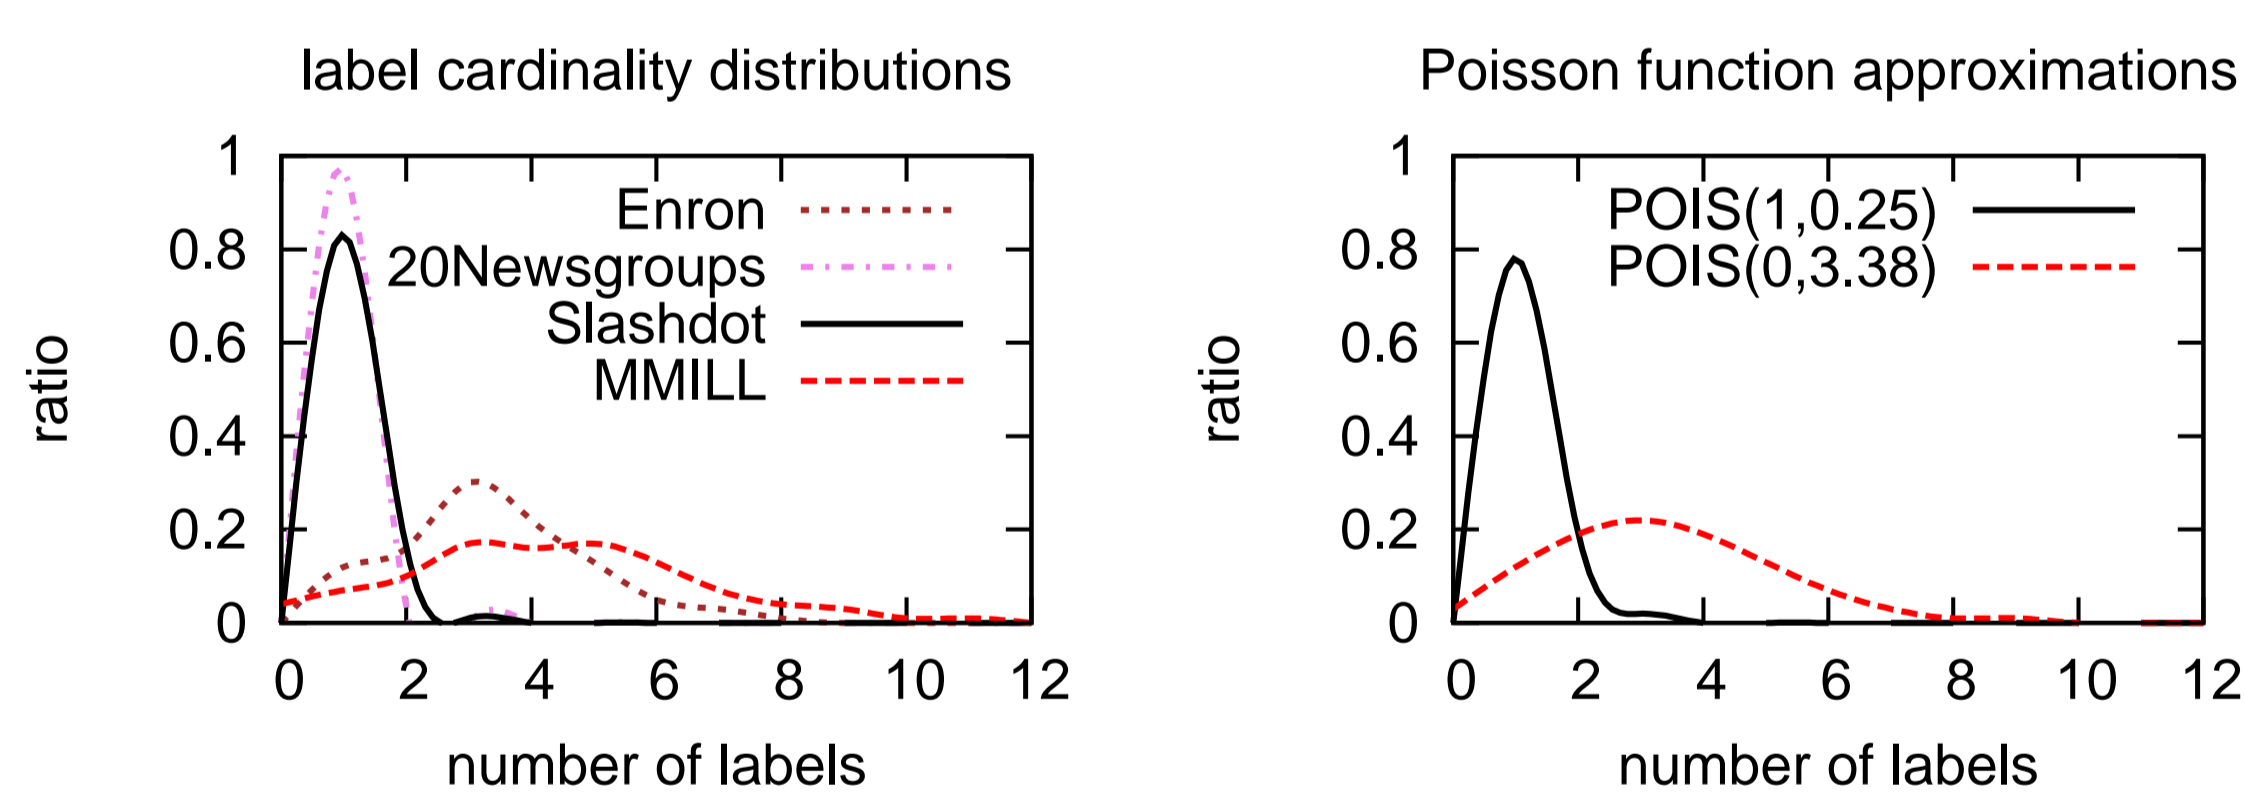 label cardinality distributions
ratio
1
0.8
0.6
0.4
0.2
0
0 2 4 6 8 10 12
number of labels
Enron
20Newsgroups
Slashdot
MMILL
Poisson function approximations
ratio
1
0.8
0.6
0.4
0.2
0
0 2 4 6 8 10 12
number of labels
POIS(1,0.25)
POIS(0,3.38)